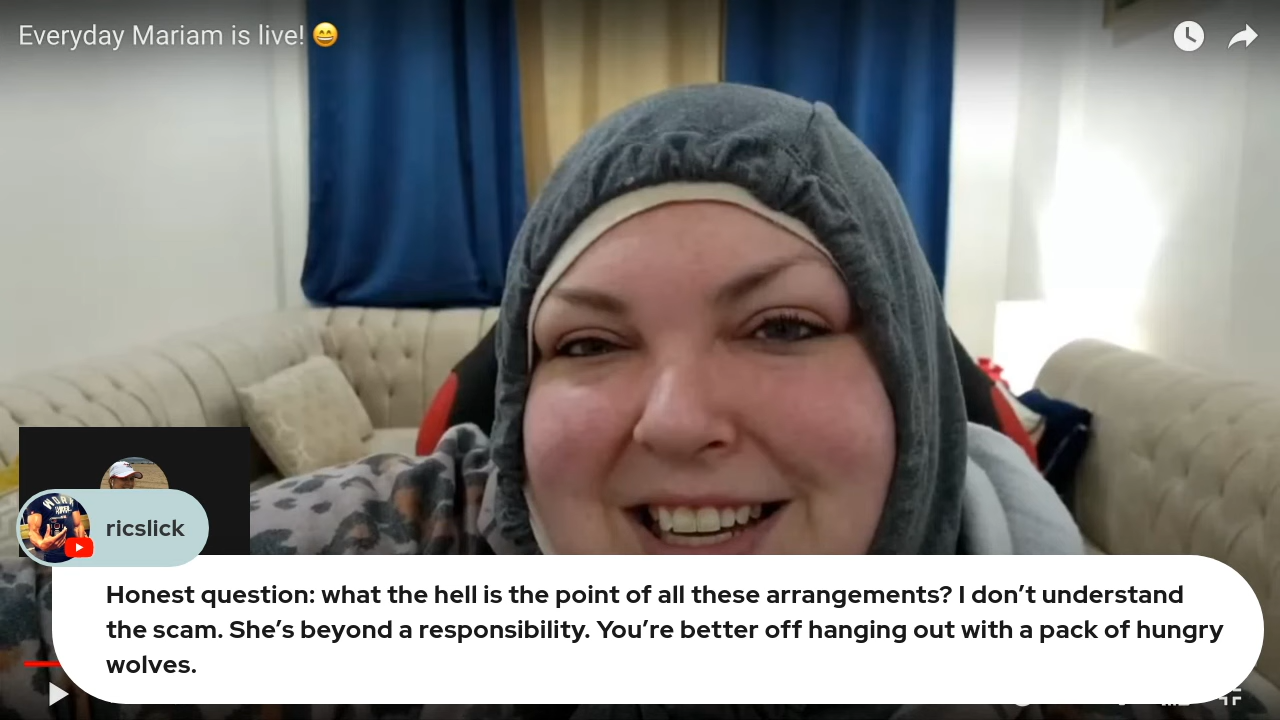 Everyday Mariam is live! 😄
ricslick
Honest question: what the hell is the point of all these arrangements? I don’t understand
the scam. She’s beyond a responsibility. You’re better off hanging out with a pack of hungry
wolves.